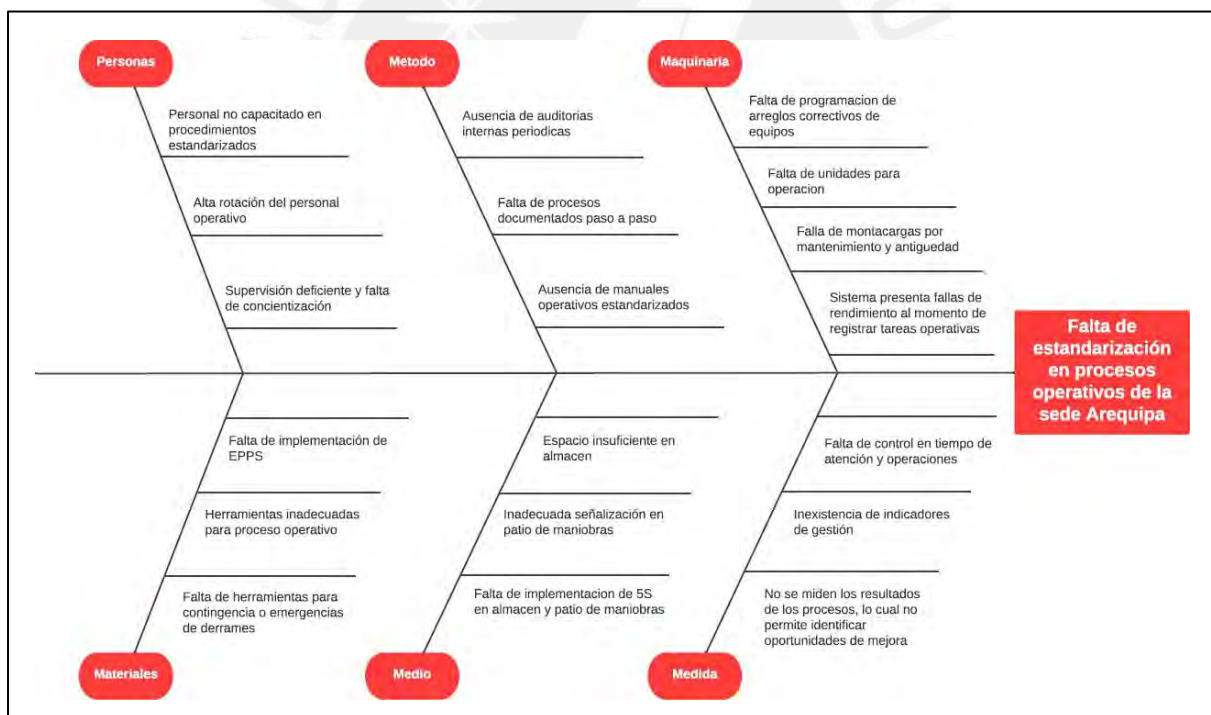 Personas
Personal no capacitado en
procedimientos
estandarizados
Alta rotación del personal
operativo
Supervisión deficiente y falta
de concientización
Metodo
Ausencia de auditorias
internas periodicas
Falta de procesos
documentados paso a paso
Ausencia de manuales
operativos estandarizados
Maquinaria
Falta de programacion de
arreglos correctivos de
equipos
Falta de unidades para
operacion
Falla de montacargas por
mantenimiento y antiguedad
Sistema presenta fallas de
rendimiento al momento de
registrar tareas operativas
Falta de
estandarización
en procesos
operativos de la
sede Arequipa
Falta de implementación de
EPPS
Herramientas inadecuadas
para proceso operativo
Falta de herramientas para
contingencia o emergencias
de derrames
Materiales
Espacio insuficiente en
almacen
Inadecuada señalización en
patio de maniobras
Falta de implementacion de 5S
en almacen y patio de maniobras
Medio
Falta de control en tiempo de
atención y operaciones
Inexistencia de indicadores
de gestión
No se miden los resultados
de los procesos, lo cual no
permite identificar
oportunidades de mejora
Medida